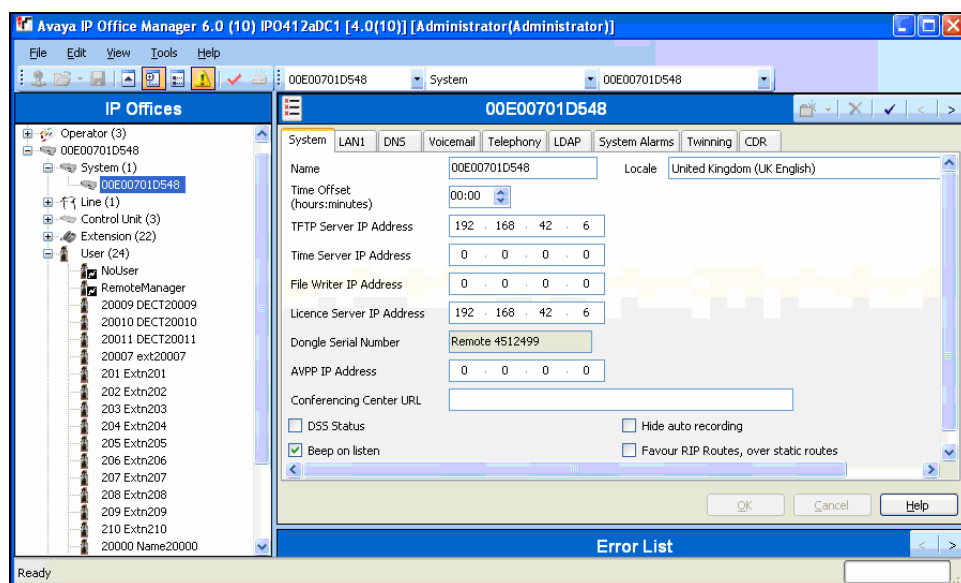 Avaya IP Office Manager 6.0 (10) IPO412aDC1 [4.0(10)] [Administrator(Administrator)]
File Edit View Tools Help
00E00701D548 System 00E00701D548
IP Offices
Operator (3)
00E00701D548
System (1)
00E00701D548
Line (1)
Control Unit (3)
Extension (22)
User (24)
NoUser
RemoteManager
20009 DECT20009
20010 DECT20010
20011 DECT20011
20007 ext20007
201 Extn201
202 Extn202
203 Extn203
204 Extn204
205 Extn205
206 Extn206
207 Extn207
208 Extn208
209 Extn209
210 Extn210
20000 Name20000
00E00701D548
System LAN1 DNS Voicemail Telephony LDAP System Alarms Twinning CDR
Name 00E00701D548 Locale United Kingdom (UK English)
Time Offset
(hours:minutes) 00:00
TFTP Server IP Address 192 . 168 . 42 . 6
Time Server IP Address 0 . 0 . 0 . 0
File Writer IP Address 0 . 0 . 0 . 0
Licence Server IP Address 192 . 168 . 42 . 6
Dongle Serial Number Remote 4512499
AVPP IP Address 0 . 0 . 0 . 0
Conferencing Center URL
DSS Status Hide auto recording
Beep on listen Favour RIP Routes, over static routes
OK Cancel Help
Error List
Ready